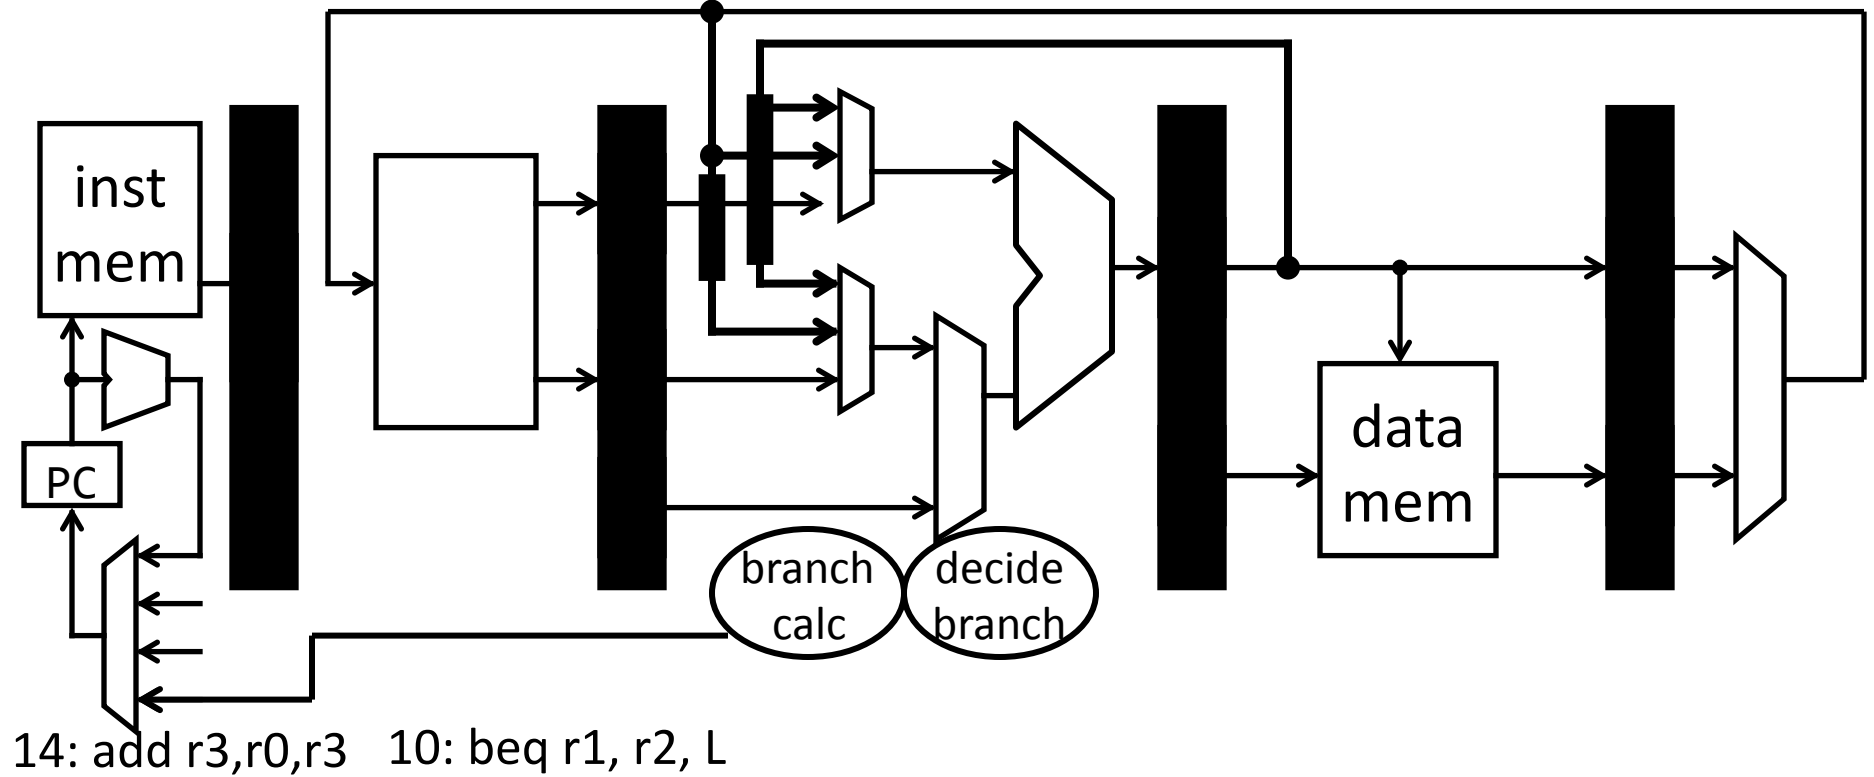 inst
mem
PC
data
mem
branch
calc
decide
branch
14: add r3,r0,r3
10: beq r1, r2, L